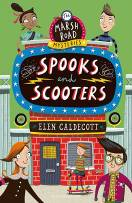 THE
MARSH
ROAD
MYSTERIES
SPOOKS
and
SCOOTERS
ELEN CALDECOTT